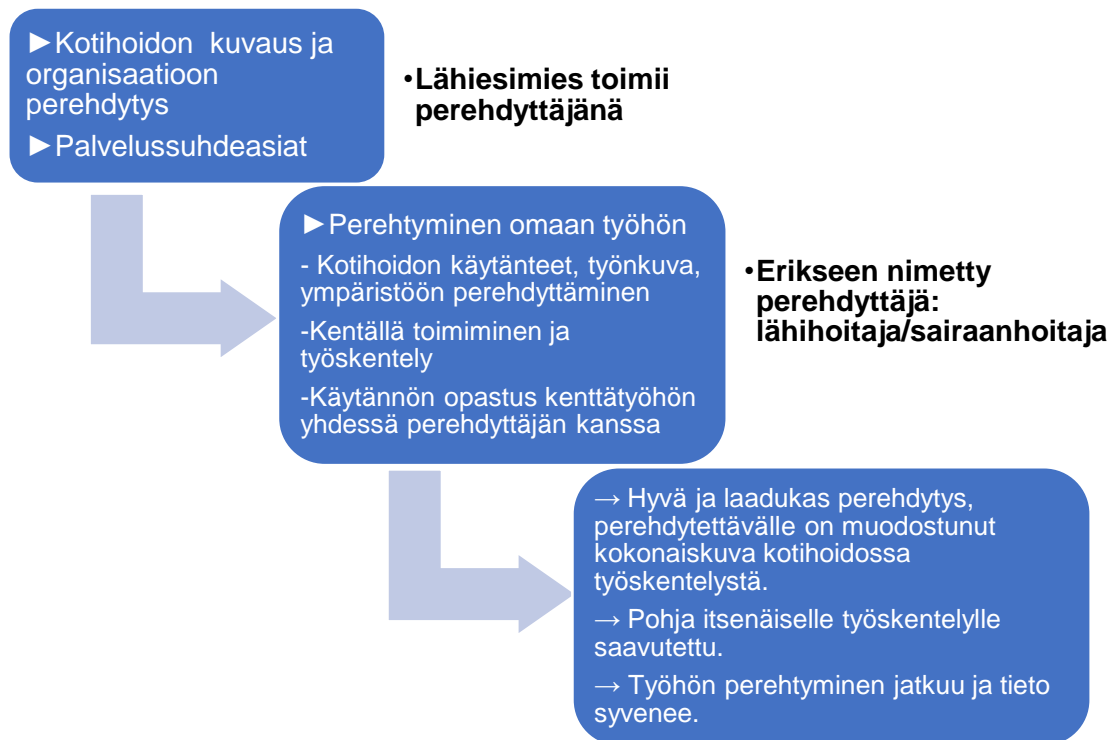 ►Kotihoidon kuvaus ja
organisaatioon
perehdytys
►Palvelussuhdeasiat
•Lähiesimies toimii
perehdyttäjänä
►Perehtyminen omaan työhön
- Kotihoidon käytänteet, työnkuva,
ympäristöön perehdyttäminen
-Kentällä toimiminen ja
työskentely
-Käytännön opastus kenttätyöhön
yhdessä perehdyttäjän kanssa
•Erikseen nimetty
perehdyttäjä:
lähihoitaja/sairaanhoitaja
→ Hyvä ja laadukas perehdytys,
perehdytettävälle on muodostunut
kokonaiskuva kotihoidossa
työskentelystä.
→ Pohja itsenäiselle työskentelylle
saavutettu.
→ Työhön perehtyminen jatkuu ja tieto
syvenee.